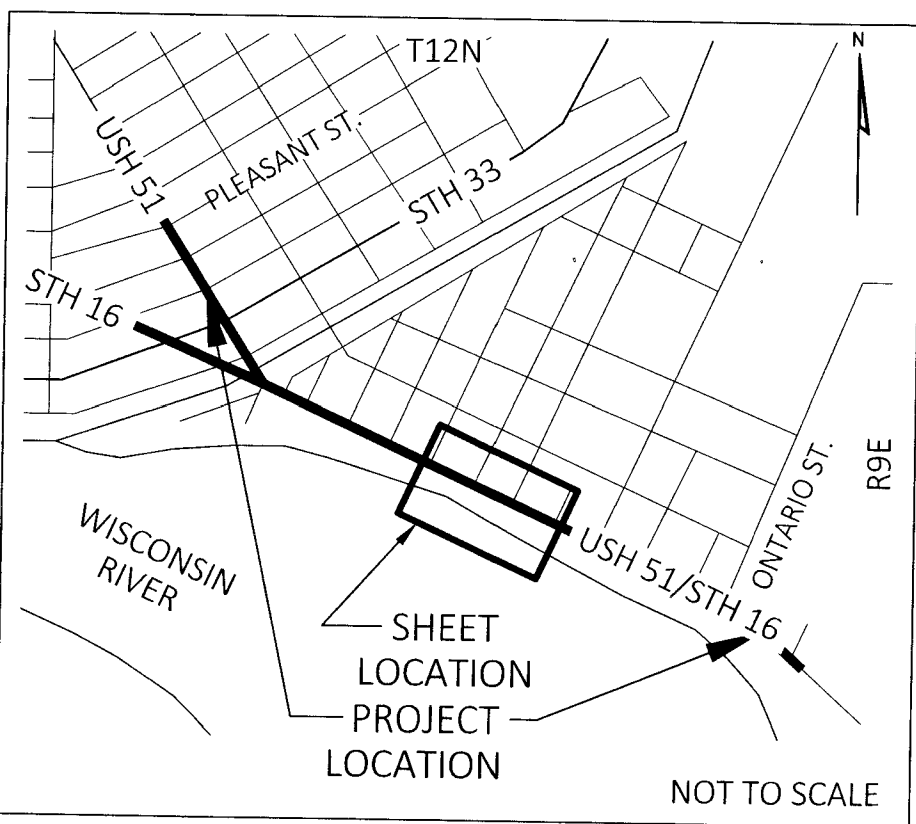 T12N
N
USH 51
PLEASANT ST.
STH 33
STH 16
ONTARIO ST.
R9E
WISCONSIN
RIVER
USH 51/STH 16
SHEET
LOCATION
PROJECT
LOCATION
NOT TO SCALE